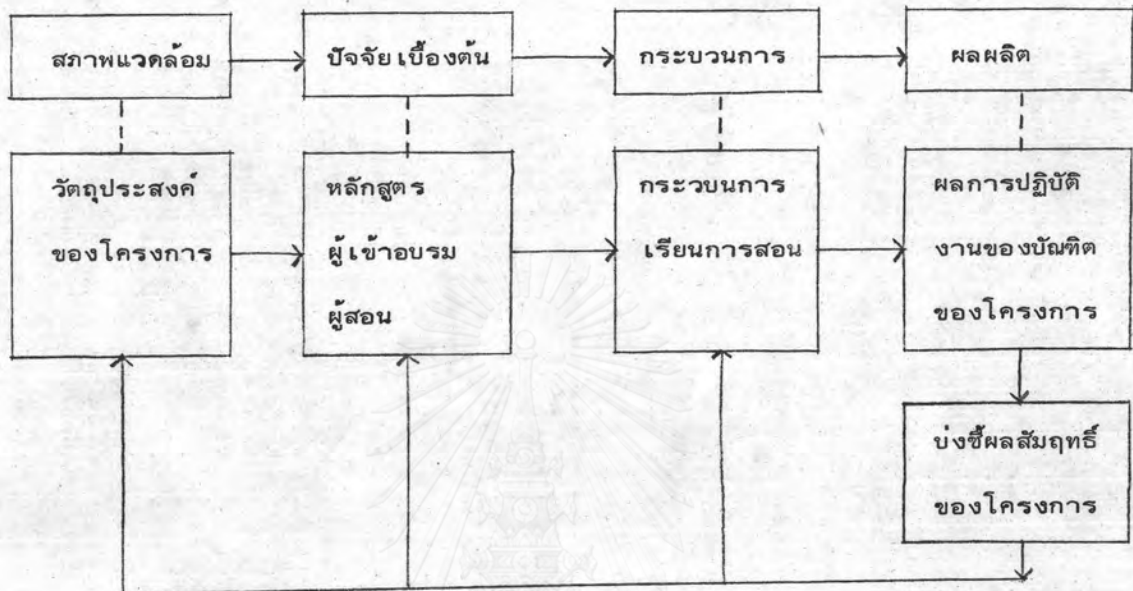 สภาพแวดล้อม
ปัจจัยเบื้องต้น
กระบวนการ
ผลผลิต
วัตถุประสงค์
ของโครงการ
หลักสูตร
ผู้เข้าอบรม
ผู้สอน
กระวบนการ
เรียนการสอน
ผลการปฏิบัติ
งานของบัณฑิต
ของโครงการ
บ่งชี้ผลสัมฤทธิ์
ของโครงการ